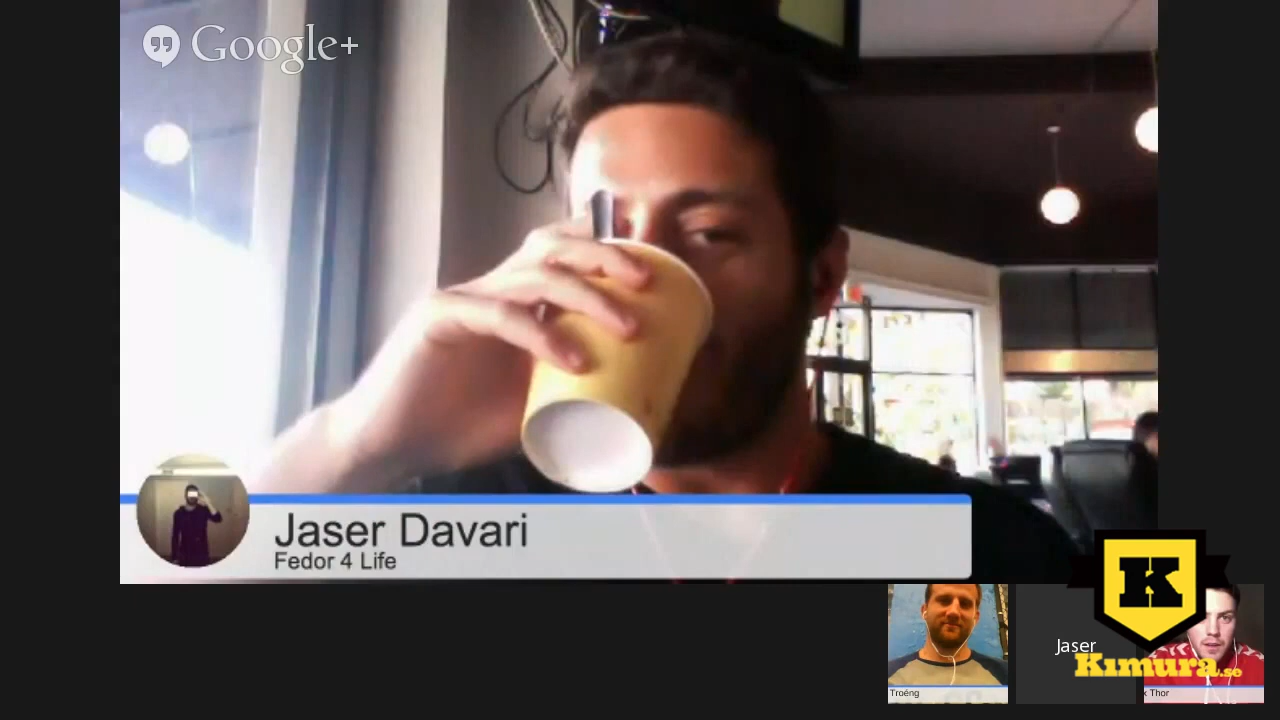 Google+
Jaser Davari
Fedor 4 Life
K
Jaser
Kimura.se
Troéng
x Thor